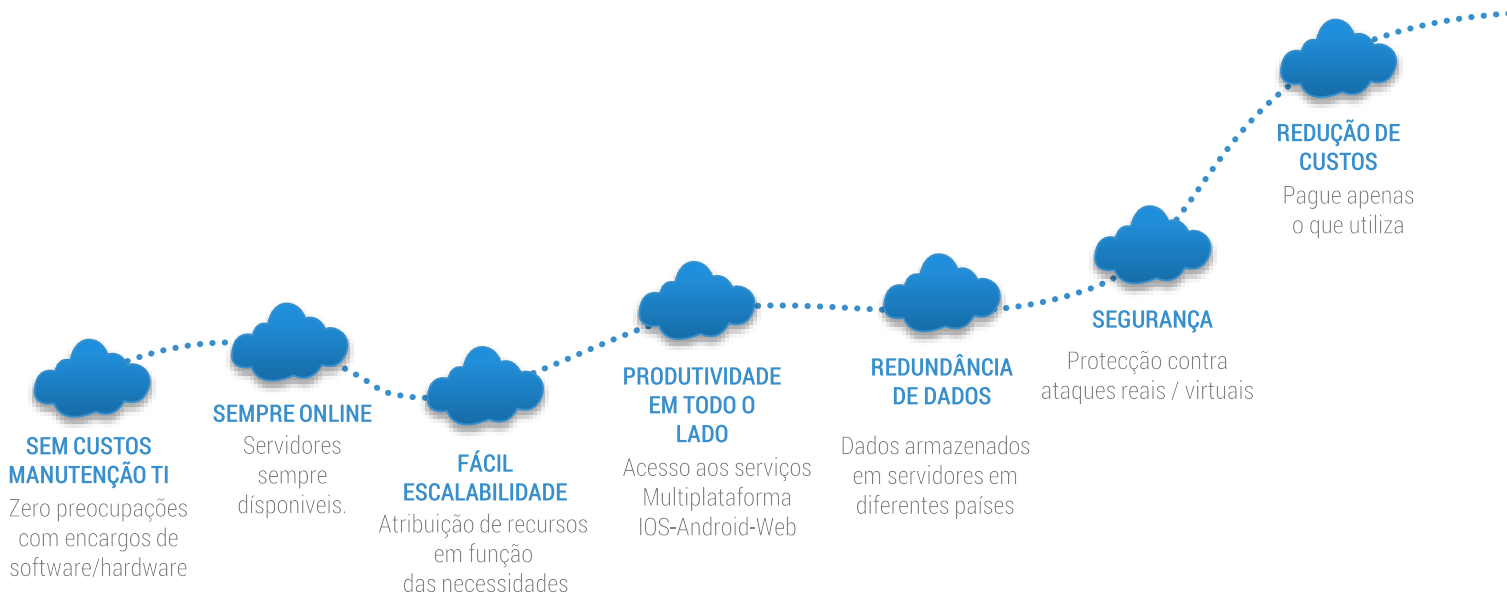 SEM CUSTOS
MANUTENÇÃO TI
Zero preocupações
com encargos de
software/hardware
SEMPRE ONLINE
Servidores
sempre
dísponiveis.
FÁCIL
ESCALABILIDADE
Atribuição de recursos
em função
das necessidades
PRODUTIVIDADE
EM TODO O
LADO
Acesso aos serviços
Multiplataforma
IOS-Android-Web
REDUNDÂNCIA
DE DADOS
Dados armazenados
em servidores em
diferentes países
SEGURANÇA
Protecção contra
ataques reais / virtuais
REDUÇÃO DE
CUSTOS
Pague apenas
o que utiliza